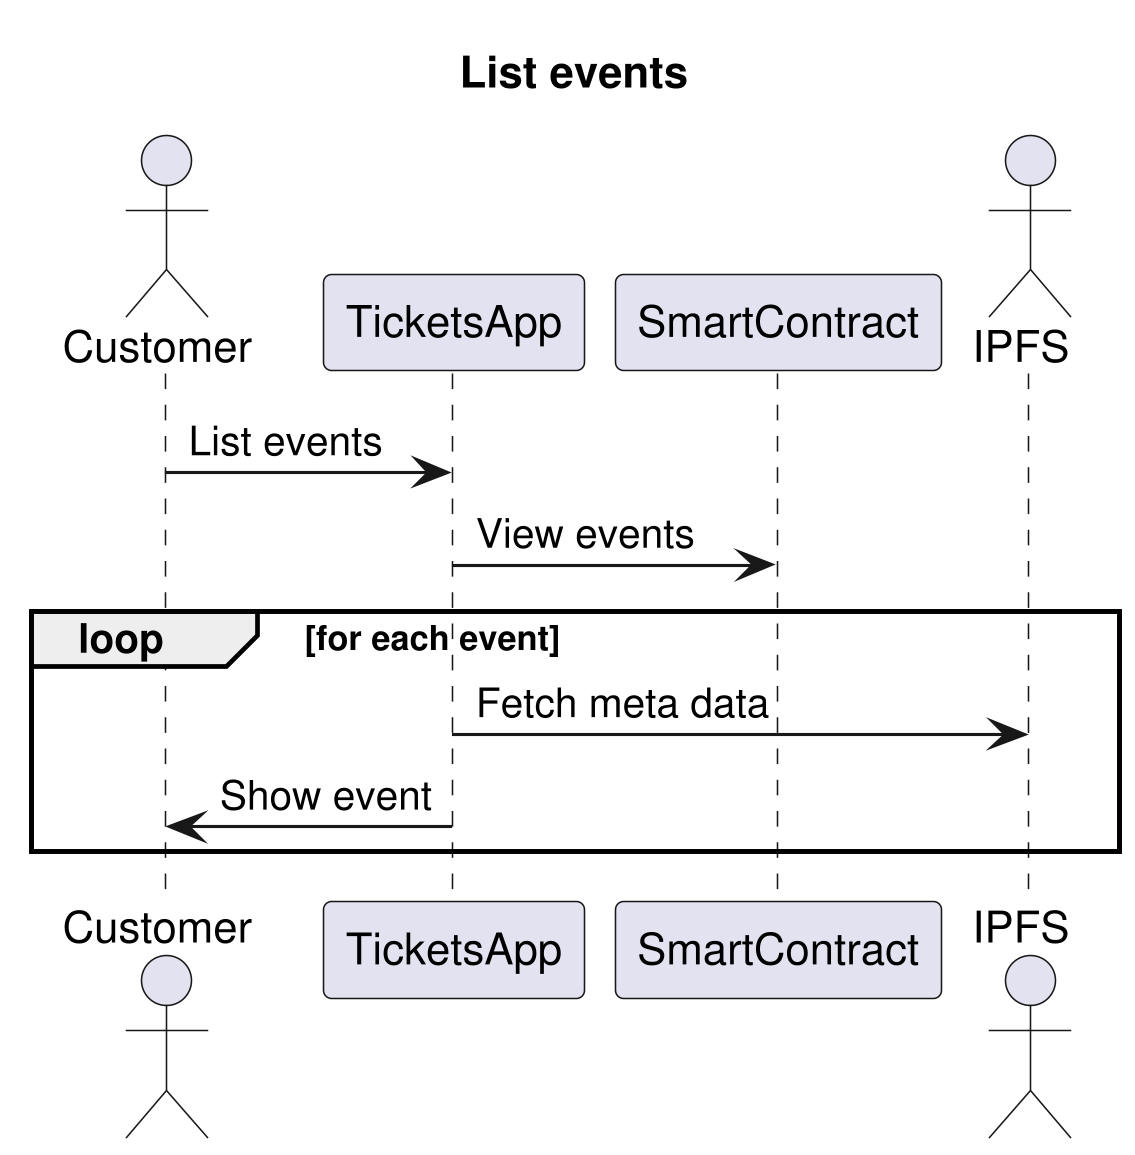 List events
Customer
TicketsApp
SmartContract
IPFS
List events
View events
loop
[for each event]
Fetch meta data
Show event
Customer
TicketsApp
SmartContract
IPFS